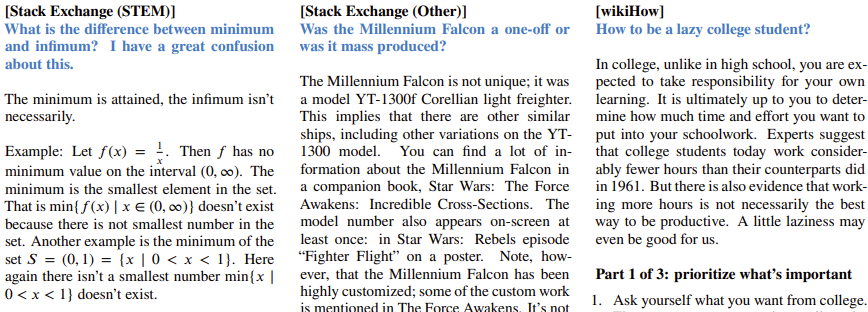 [Stack Exchange (STEM)]
What is the difference between minimum
and infimum? I have a great confusion
about this.
The minimum is attained, the infimum isn't
necessarily.
Example: Let f(x) = 1/x. Then f has no
minimum value on the interval (0, ∞). The
minimum is the smallest element in the set.
That is min{f(x) | x ∈ (0, ∞)} doesn't exist
because there is not smallest number in the
set. Another example is the minimum of the
set S = (0, 1) = {x | 0 < x < 1}. Here
again there isn't a smallest number min{x |
0 < x < 1} doesn't exist.
[Stack Exchange (Other)]
Was the Millennium Falcon a one-off or
was it mass produced?
The Millennium Falcon is not unique; it was
a model YT-1300f Corellian light freighter.
This implies that there are other similar
ships, including other variations on the YT-
1300 model. You can find a lot of in-
formation about the Millennium Falcon in
a companion book, Star Wars: The Force
Awakens: Incredible Cross-Sections. The
model number also appears on-screen at
least once: in Star Wars: Rebels episode
“Fighter Flight” on a poster. Note, how-
ever, that the Millennium Falcon has been
highly customized; some of the custom work
is mentioned in The Force Awakens. It's not
[wikiHow]
How to be a lazy college student?
In college, unlike in high school, you are ex-
pected to take responsibility for your own
learning. It is ultimately up to you to deter-
mine how much time and effort you want to
put into your schoolwork. Experts suggest
that college students today work consider-
ably fewer hours than their counterparts did
in 1961. But there is also evidence that work-
ing more hours is not necessarily the best
way to be productive. A little laziness may
even be good for us.
Part 1 of 3: prioritize what's important
1. Ask yourself what you want from college.